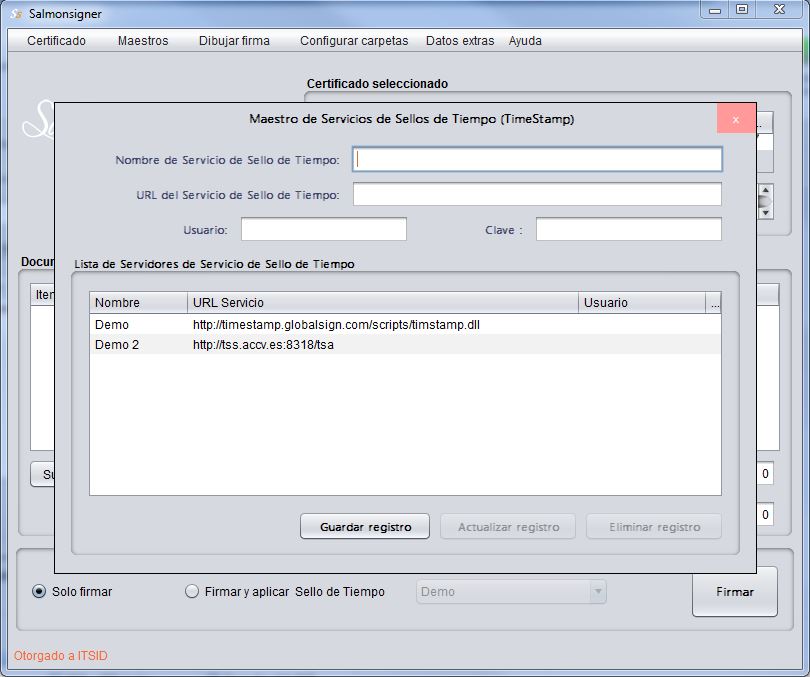 Salmonsigner
Certificado Maestros Dibujar firma Configurar carpetas Datos extras Ayuda
Certificado seleccionado
Maestro de Servicios de Sellos de Tiempo (TimeStamp) x
Nombre de Servicio de Sello de Tiempo:
URL del Servicio de Sello de Tiempo:
Usuario: Clave :
Lista de Servidores de Servicio de Sello de Tiempo
Nombre URL Servicio Usuario ...
Demo http://timestamp.globalsign.com/scripts/timstamp.dll
Demo 2 http://tss.accv.es:8318/tsa
0
Guardar registro Actualizar registro Eliminar registro
0
Solo firmar Firmar y aplicar Sello de Tiempo Demo Firmar
Otorgado a ITSID